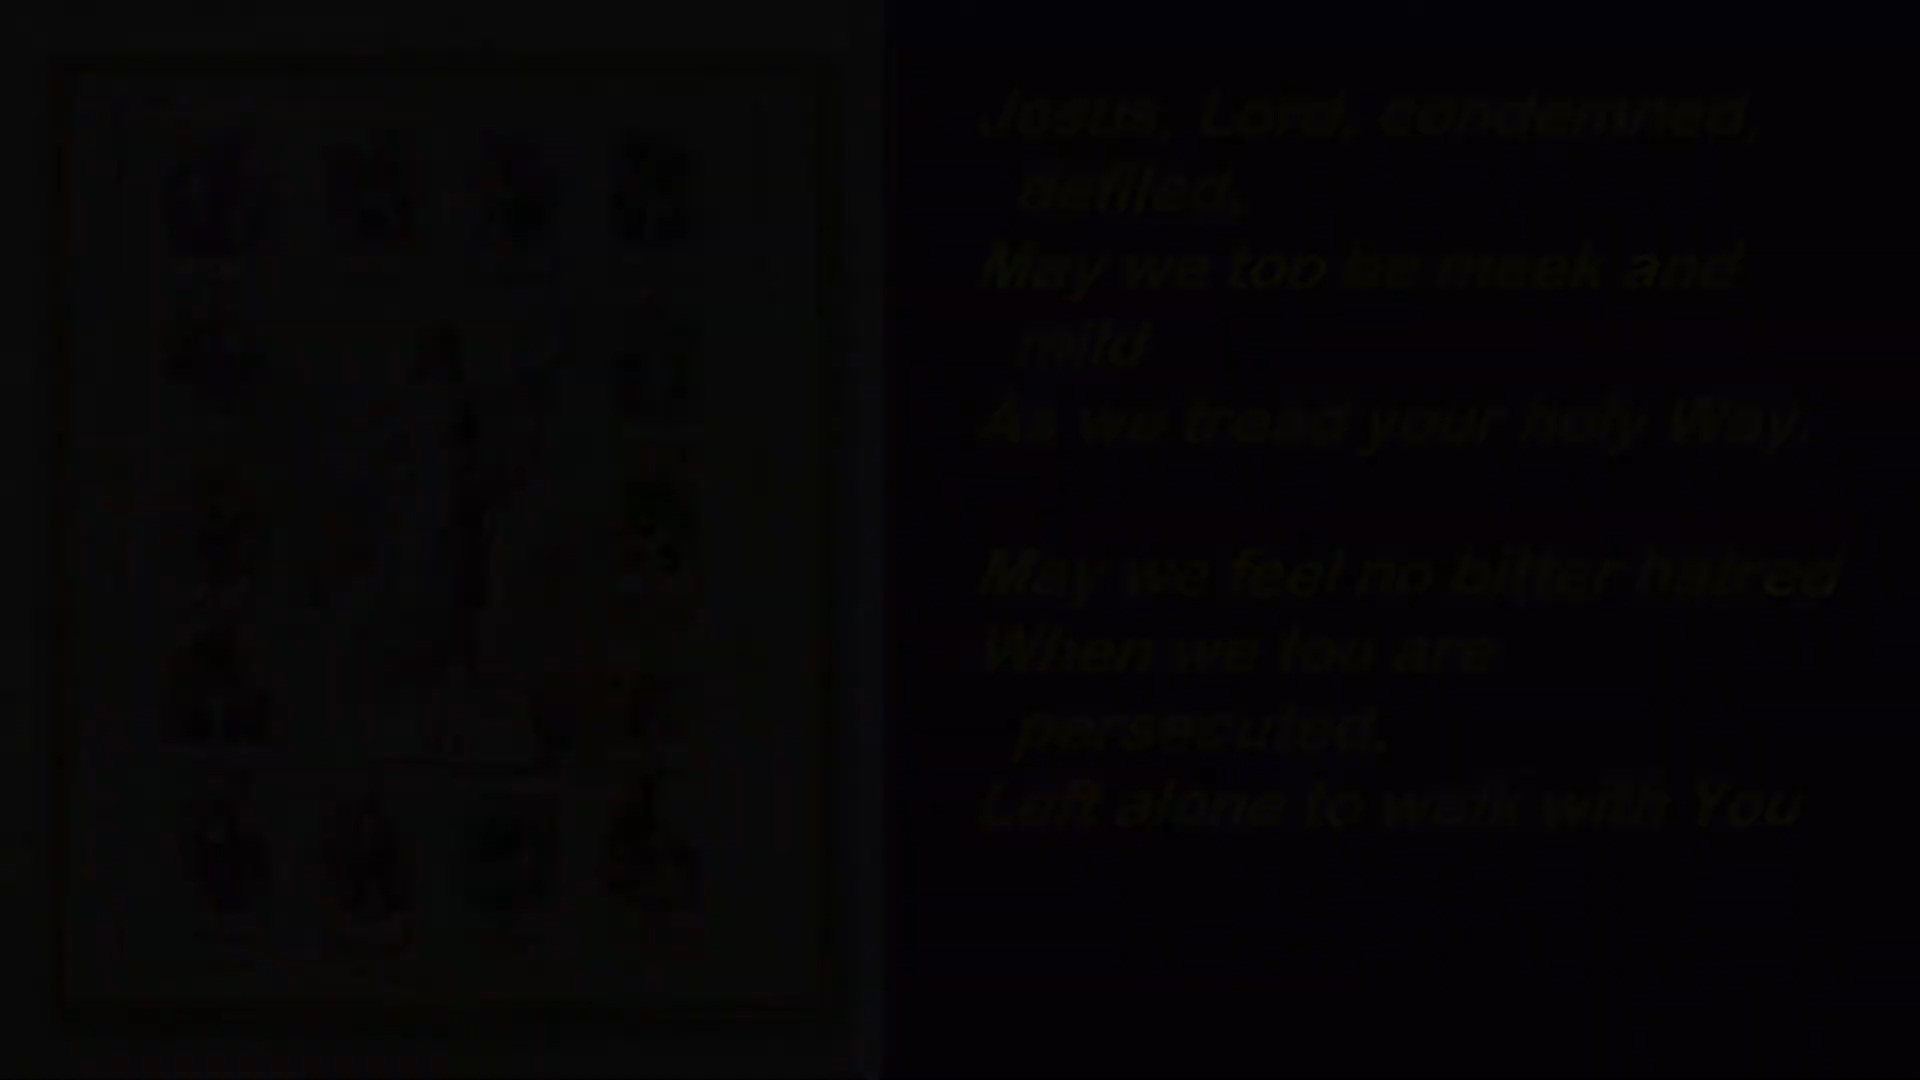 Jesus, Lord, condemned,
defiled,
May we too be meek and
mild
As we tread your holy Way.
May we feel no bitter hatred
When we too are
persecuted,
Left alone to walk with You